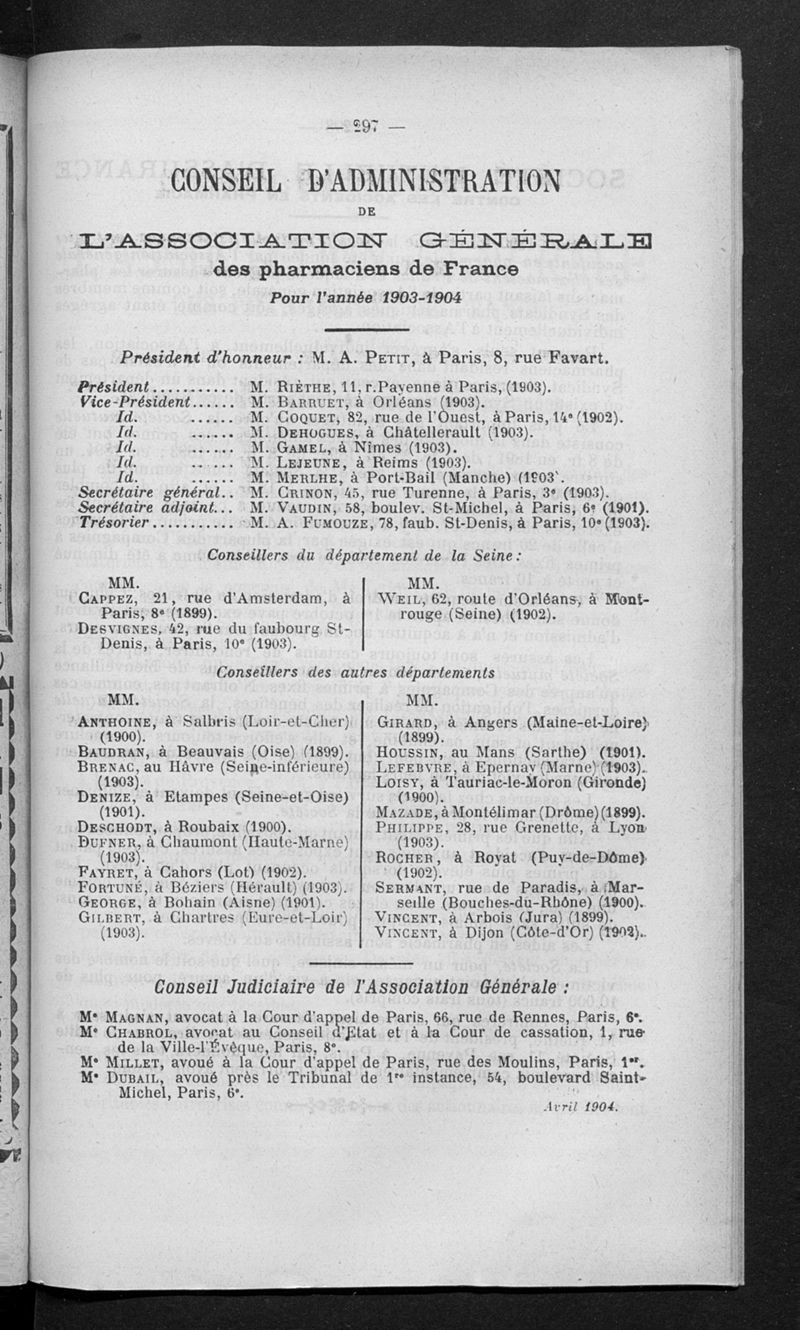 — 297 —
CONSEIL D'ADMINISTRATION
DE
L'ASSOCIATION GÉNÉRALE
des pharmaciens de France
Pour l'année 1903-1904
Président d'honneur : M. A. PETIT, à Paris, 8, rue Favart.
Président........... M. RIÈTHE, 11, r. Payenne à Paris, (1903).
Vice-Président...... M. BARRUET, à Orléans (1903).
Id. ...... M. COQUET, 82, rue de l'Ouest, à Paris, 14e (1902).
Id. ...... M. DEHOGUES, à Châtellerault (1903).
Id. ...... M. GAMEL, à Nîmes (1903).
Id. ...... M. LEJEUNE, à Reims (1903).
Id. ...... M. MERLHE, à Port-Bail (Manche) (1903).
Secrétaire général.. M. CRINON, 45, rue Turenne, à Paris, 3e (1903).
Secrétaire adjoint... M. VAUDIN, 58, boulev. St-Michel, à Paris, 6e (1901).
Trésorier........... M. A. FUMOUZE, 78, faub. St-Denis, à Paris, 10e (1903).
Conseillers du département de la Seine :
MM.
CAPPEZ, 21, rue d'Amsterdam, à
Paris, 8e (1899).
DESVIGNES, 42, rue du faubourg St-
Denis, à Paris, 10e (1903).
MM.
WEIL, 62, route d'Orléans, à Mont-
rouge (Seine) (1902).
Conseillers des autres départements
MM.
ANTHOINE, à Salbris (Loir-et-Cher)
(1900).
BAUDRAN, à Beauvais (Oise) (1899).
BRENAC, au Hâvre (Seine-inférieure)
(1903).
DENIZE, à Etampes (Seine-et-Oise)
(1901).
DESCHODT, à Roubaix (1900).
DUFNER, à Chaumont (Haute-Marne)
(1903).
FAYRET, à Cahors (Lot) (1902).
FORTUNÉ, à Béziers (Hérault) (1903).
GEORGE, à Bohain (Aisne) (1901).
GILBERT, à Chartres (Eure-et-Loir)
(1903).
MM.
GIRARD, à Angers (Maine-et-Loire)
(1899).
HOUSSIN, au Mans (Sarthe) (1901).
LEFEBVRE, à Epernay (Marne) (1903).
LOISY, à Tauriac-le-Moron (Gironde)
(1900).
MAZADE, à Montélimar (Drôme) (1899).
PHILIPPE, 28, rue Grenette, à Lyon
(1903).
ROCHER, à Royat (Puy-de-Dôme)
(1902).
SERMANT, rue de Paradis, à Mar-
seille (Bouches-du-Rhône) (1900).
VINCENT, à Arbois (Jura) (1899).
VINCENT, à Dijon (Côte-d'Or) (1902).
Conseil Judiciaire de l'Association Générale :
Me MAGNAN, avocat à la Cour d'appel de Paris, 66, rue de Rennes, Paris, 6e.
Me CHABROL, avocat au Conseil d'Etat et à la Cour de cassation, 1, rue
de la Ville-l'Évêque, Paris, 8e.
Me MILLET, avoué à la Cour d'appel de Paris, rue des Moulins, Paris, 1er.
Me DUBAIL, avoué près le Tribunal de 1re instance, 54, boulevard Saint-
Michel, Paris, 6e.
Avril 1904.